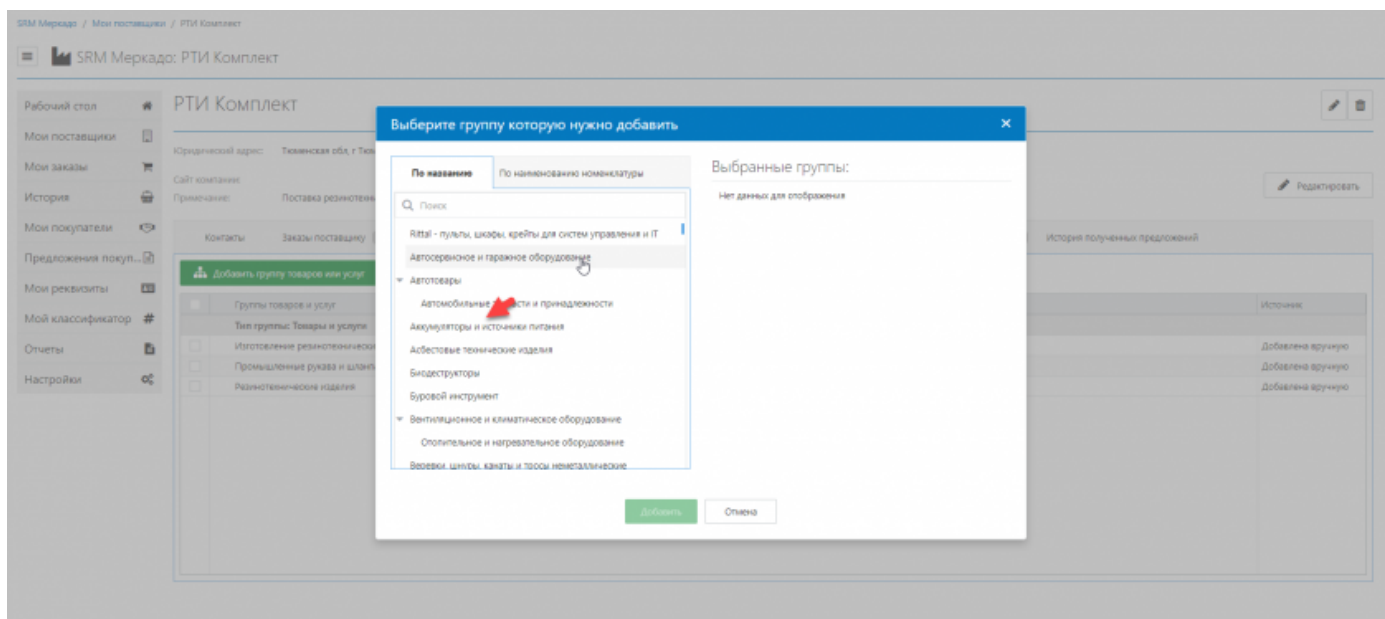 SRM Меркадо / Мои поставщики / РТИ Комплект
SRM Меркадо: РТИ Комплект
Рабочий стол
Мои поставщики
Мои заказы
История
Мои покупатели
Предложения покуп...
Мои реквизиты
Мой классификатор
Отчеты
Настройки
РТИ Комплект
Юридический адрес: Тюменская обл, г Тюм
Сайт компании:
Примечание: Поставка резинотехн
Редактировать
Контакты Заказы поставщику История полученных предложений
Добавить группу товаров или услуг
Группы товаров и услуг Источник
Тип группы: Товары и услуги
Изготовление резинотехнически Добавлена вручную
Промышленные рукава и шланг Добавлена вручную
Резинотехнические изделия Добавлена вручную
Выберите группу которую нужно добавить
По названию По наименованию номенклатуры
Поиск
Rittal - пульты, шкафы, крейты для систем управления и IT
Автосервисное и гаражное оборудование
Автотовары
Автомобильные и принадлежности
Аккумуляторы и источники питания
Асбестовые технические изделия
Биодеструкторы
Буровой инструмент
Вентиляционное и климатическое оборудование
Отопительное и нагревательное оборудование
Веревки, шнуры, канаты и тросы неметаллические
Выбранные группы:
Нет данных для отображения
Добавить Отмена